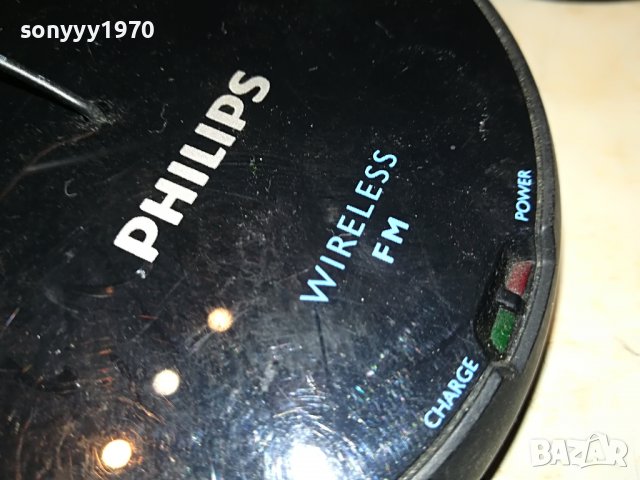 sonyyy1970
PHILIPS
WIRELESS
FM
POWER
CHARGE
BAZAR